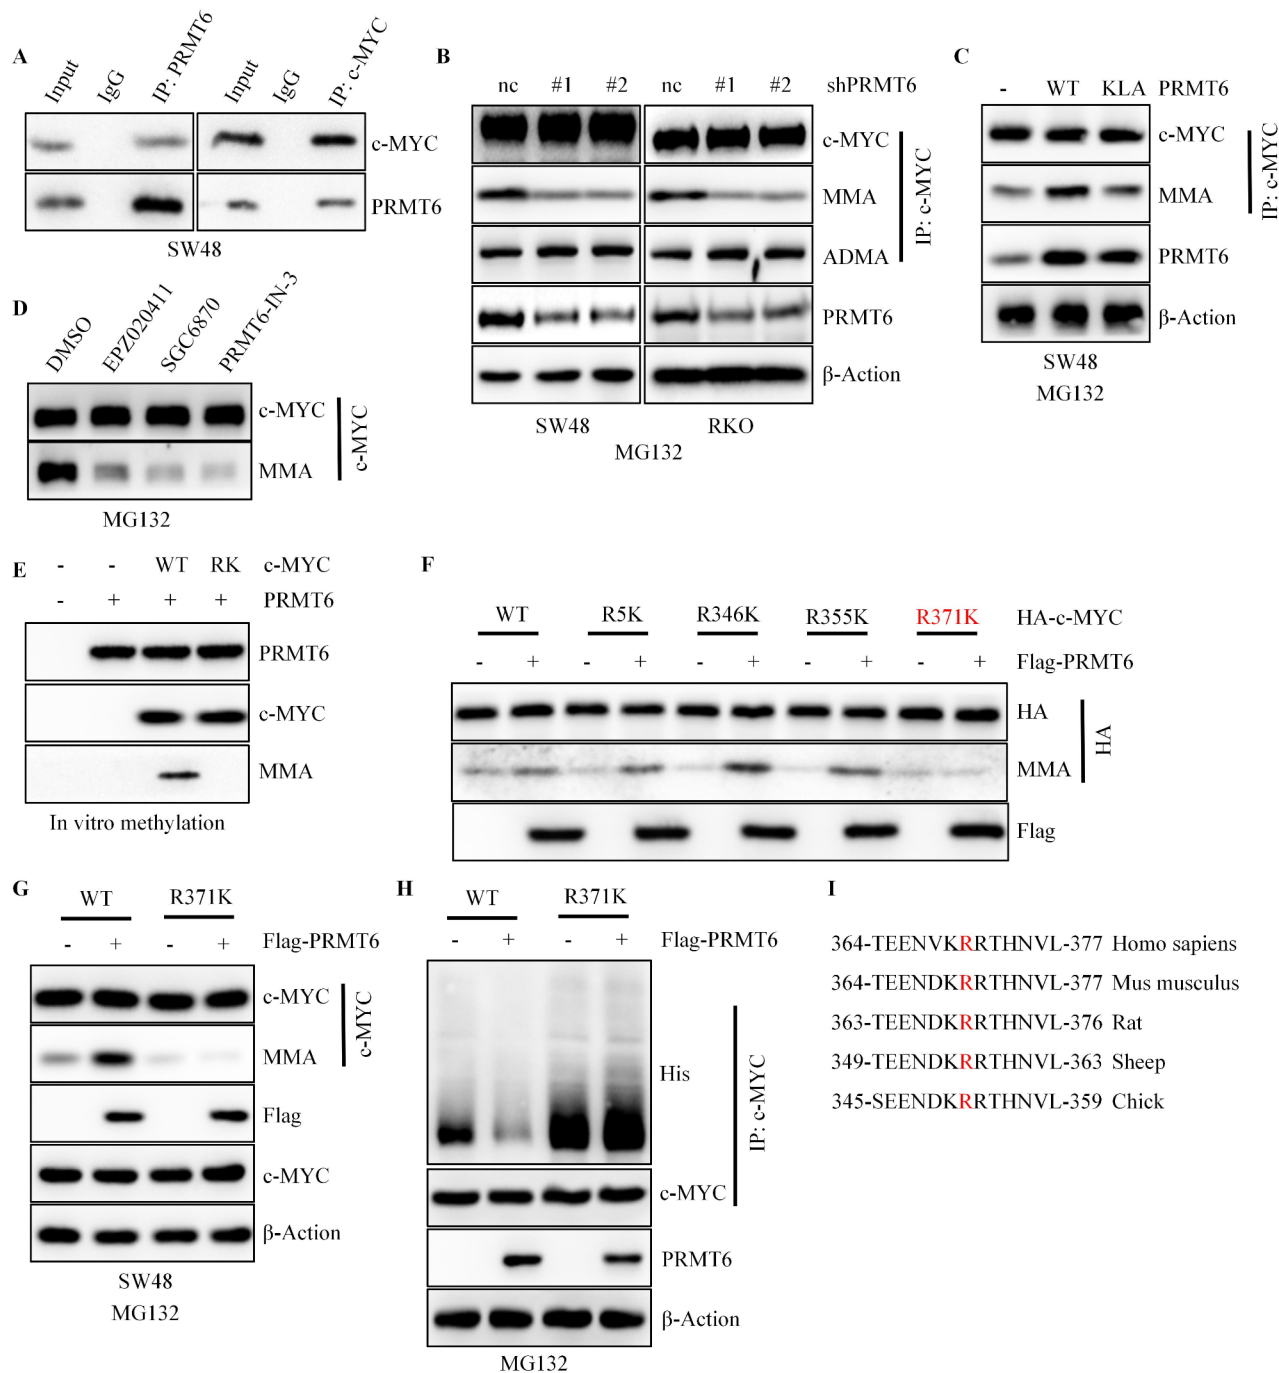 A
Input
IgG
IP: PRMT6
Input
IgG
IP: c-MYC
c-MYC
PRMT6
SW48
B
nc #1 #2 nc #1 #2 shPRMT6
c-MYC
MMA
ADMA
IP: c-MYC
PRMT6
β-Action
SW48 RKO
MG132
C
- WT KLA PRMT6
c-MYC
MMA
IP: c-MYC
PRMT6
β-Action
SW48
MG132
D
DMSO
EPZ020411
SGC6870
PRMT6-IN-3
c-MYC
MMA
c-MYC
MG132
E
- - WT RK c-MYC
- + + + PRMT6
PRMT6
c-MYC
MMA
In vitro methylation
F
WT R5K R346K R355K R371K HA-c-MYC
- + - + - + - + - + Flag-PRMT6
HA
MMA
HA
Flag
G
WT R371K
- + - + Flag-PRMT6
c-MYC
MMA
c-MYC
Flag
c-MYC
β-Action
SW48
MG132
H
WT R371K
- + - + Flag-PRMT6
His
c-MYC
IP: c-MYC
PRMT6
β-Action
MG132
I
364-TEENVKRRTHNVL-377 Homo sapiens
364-TEENDKRRTHNVL-377 Mus musculus
363-TEENDKRRTHNVL-376 Rat
349-TEENDKRRTHNVL-363 Sheep
345-SEENDKRRTHNVL-359 Chick